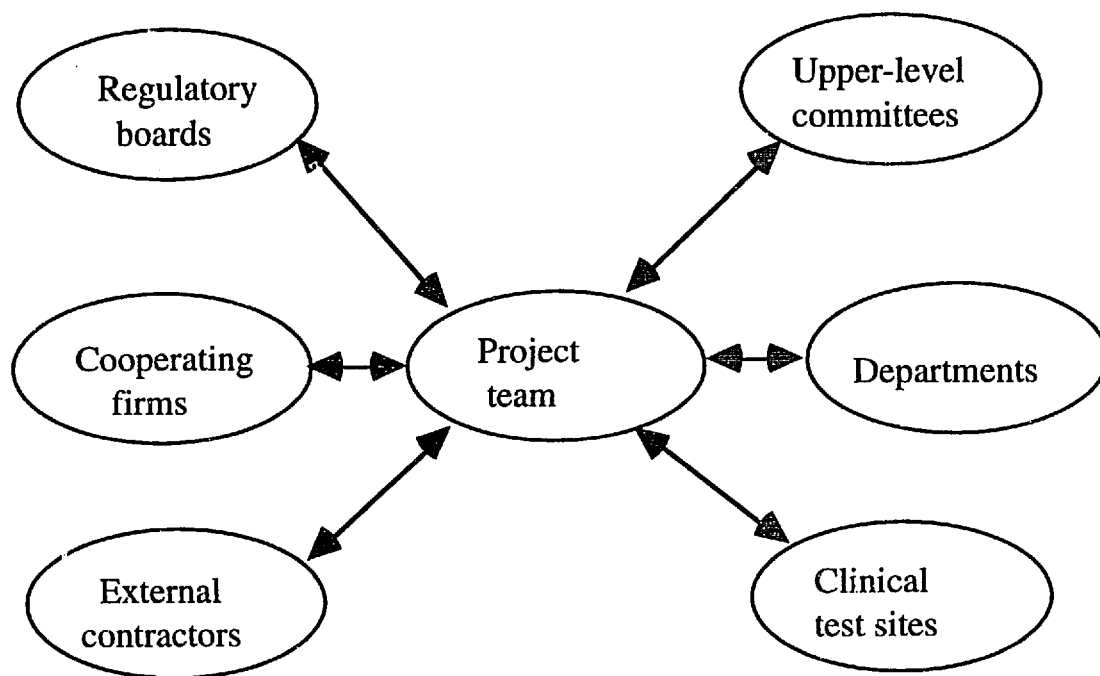 Regulatory
boards
Upper-level
committees
Cooperating
firms
Project
team
Departments
External
contractors
Clinical
test sites